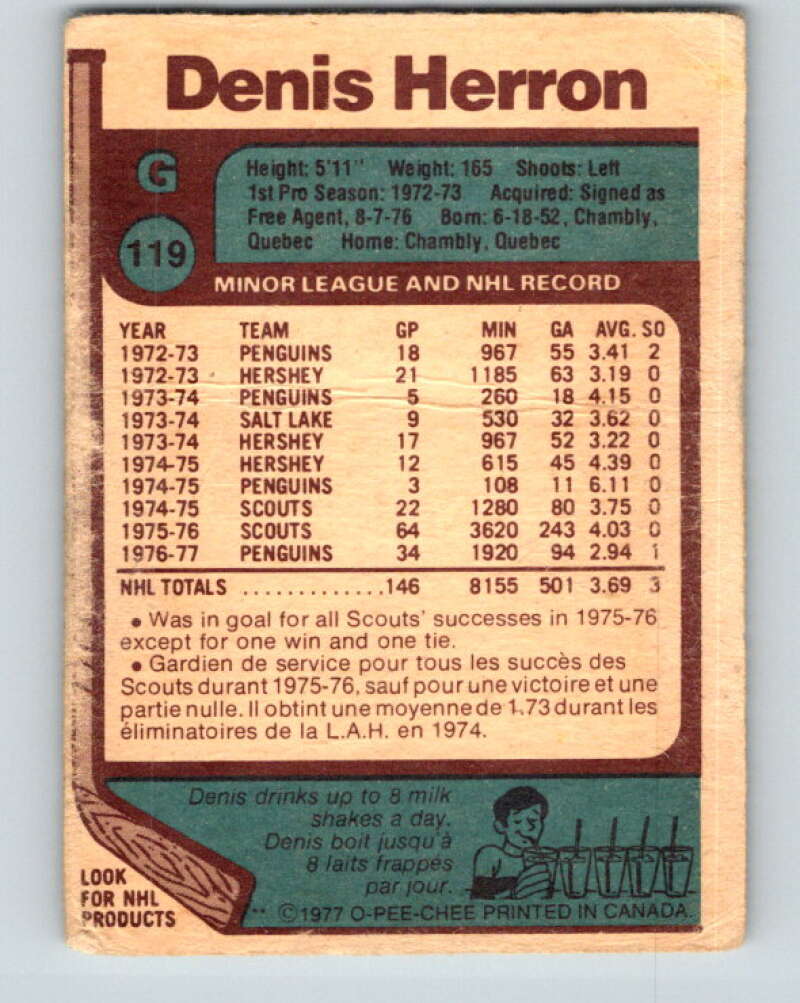 Denis Herron
G
119
Height: 5'11" Weight: 165 Shoots: Left
1st Pro Season: 1972-73 Acquired: Signed as
Free Agent, 8-7-76 Born: 6-18-52, Chambly,
Quebec Home: Chambly, Quebec
MINOR LEAGUE AND NHL RECORD
YEAR TEAM GP MIN GA AVG. SO
1972-73 PENGUINS 18 967 55 3.41 2
1972-73 HERSHEY 21 1185 63 3.19 0
1973-74 PENGUINS 5 260 18 4.15 0
1973-74 SALT LAKE 9 530 32 3.62 0
1973-74 HERSHEY 17 967 52 3.22 0
1974-75 HERSHEY 12 615 45 4.39 0
1974-75 PENGUINS 3 108 11 6.11 0
1974-75 SCOUTS 22 1280 80 3.75 0
1975-76 SCOUTS 64 3620 243 4.03 0
1976-77 PENGUINS 34 1920 94 2.94 1
NHL TOTALS .............146 8155 501 3.69 3
• Was in goal for all Scouts' successes in 1975-76
except for one win and one tie.
• Gardien de service pour tous les succès des
Scouts durant 1975-76, sauf pour une victoire et une
partie nulle. Il obtint une moyenne de 1.73 durant les
éliminatoires de la L.A.H. en 1974.
Denis drinks up to 8 milk
shakes a day.
Denis boit jusqu'à
8 laits frappés
par jour.
LOOK
FOR NHL
PRODUCTS
** ©1977 O-PEE-CHEE PRINTED IN CANADA.